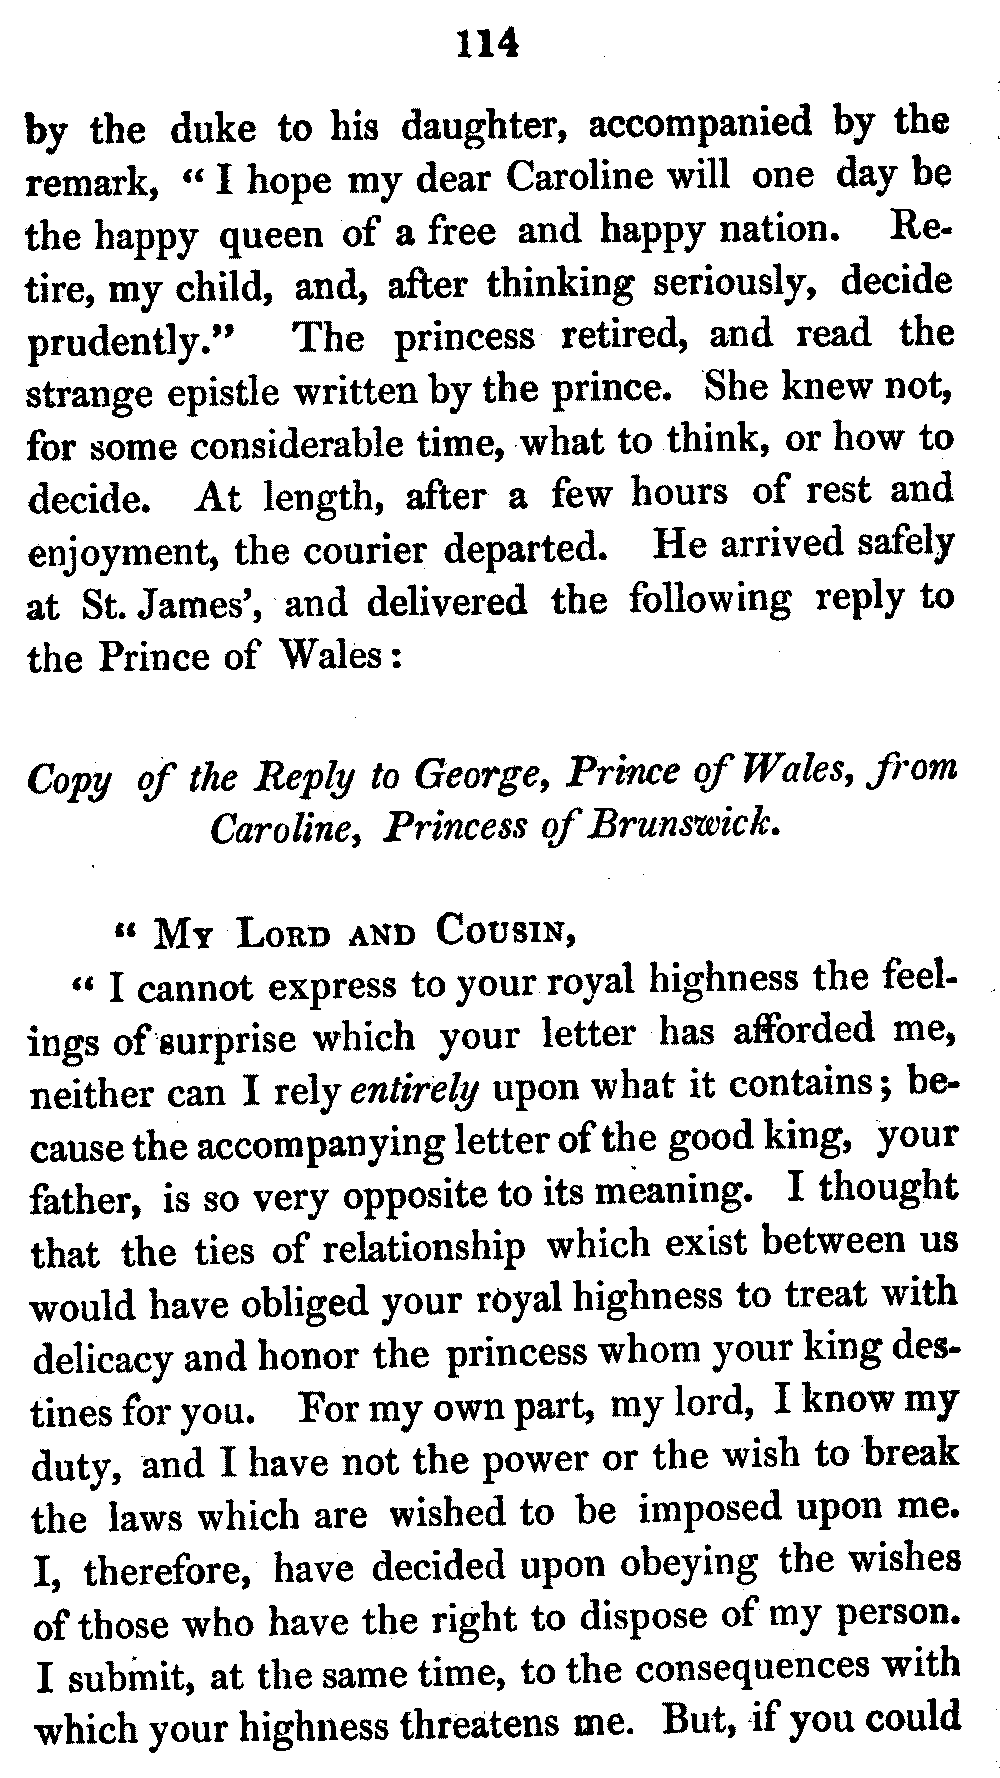 114
by the duke to his daughter, accompanied by the
remark, “ I hope my dear Caroline will one day be
the happy queen of a free and happy nation. Re-
tire, my child, and, after thinking seriously, decide
prudently.” The princess retired, and read the
strange epistle written by the prince. She knew not,
for some considerable time, what to think, or how to
decide. At length, after a few hours of rest and
enjoyment, the courier departed. He arrived safely
at St. James’, and delivered the following reply to
the Prince of Wales :
Copy of the Reply to George, Prince of Wales, from
Caroline, Princess of Brunswick.
“ My Lord and Cousin,
“ I cannot express to your royal highness the feel-
ings of surprise which your letter has afforded me,
neither can I rely entirely upon what it contains ; be-
cause the accompanying letter of the good king, your
father, is so very opposite to its meaning. I thought
that the ties of relationship which exist between us
would have obliged your royal highness to treat with
delicacy and honor the princess whom your king des-
tines for you. For my own part, my lord, I know my
duty, and I have not the power or the wish to break
the laws which are wished to be imposed upon me.
I, therefore, have decided upon obeying the wishes
of those who have the right to dispose of my person.
I submit, at the same time, to the consequences with
which your highness threatens me. But, if you could